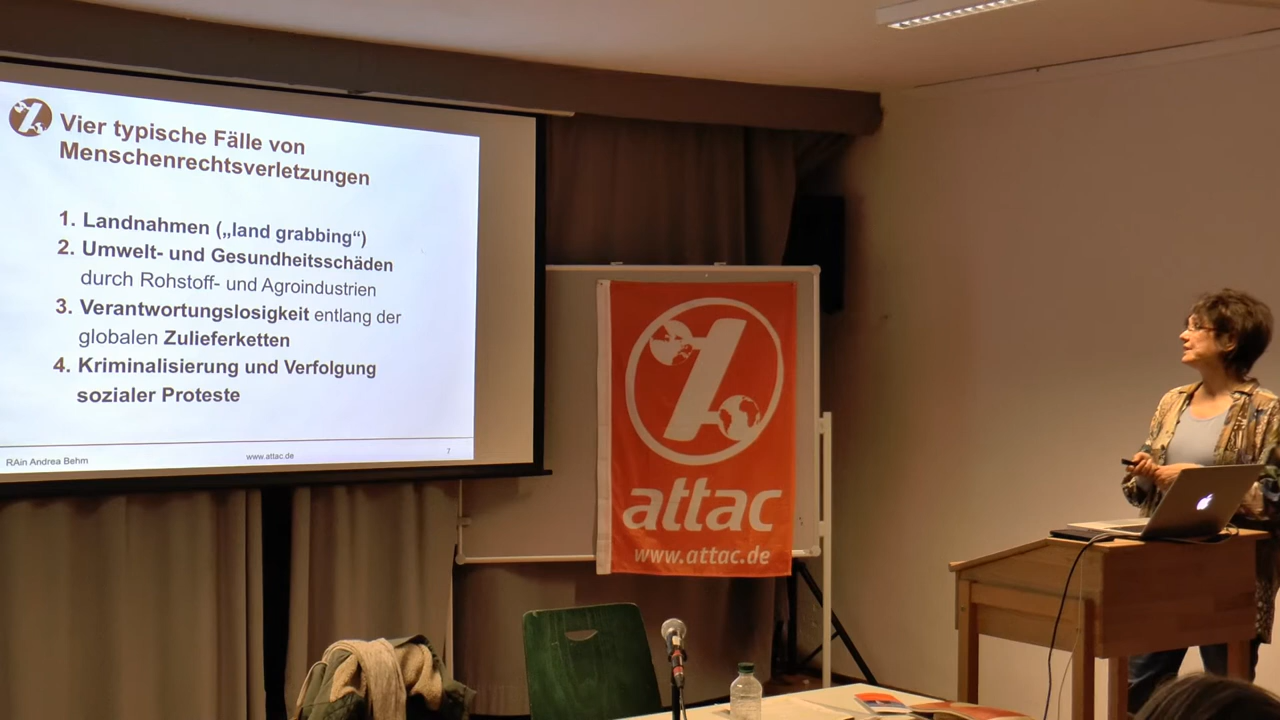 Vier typische Fälle von
Menschenrechtsverletzungen
1. Landnahmen („land grabbing“)
2. Umwelt- und Gesundheitsschäden
durch Rohstoff- und Agroindustrien
3. Verantwortungslosigkeit entlang der
globalen Zulieferketten
4. Kriminalisierung und Verfolgung
sozialer Proteste
RAin Andrea Behm
www.attac.de
7
attac
www.attac.de